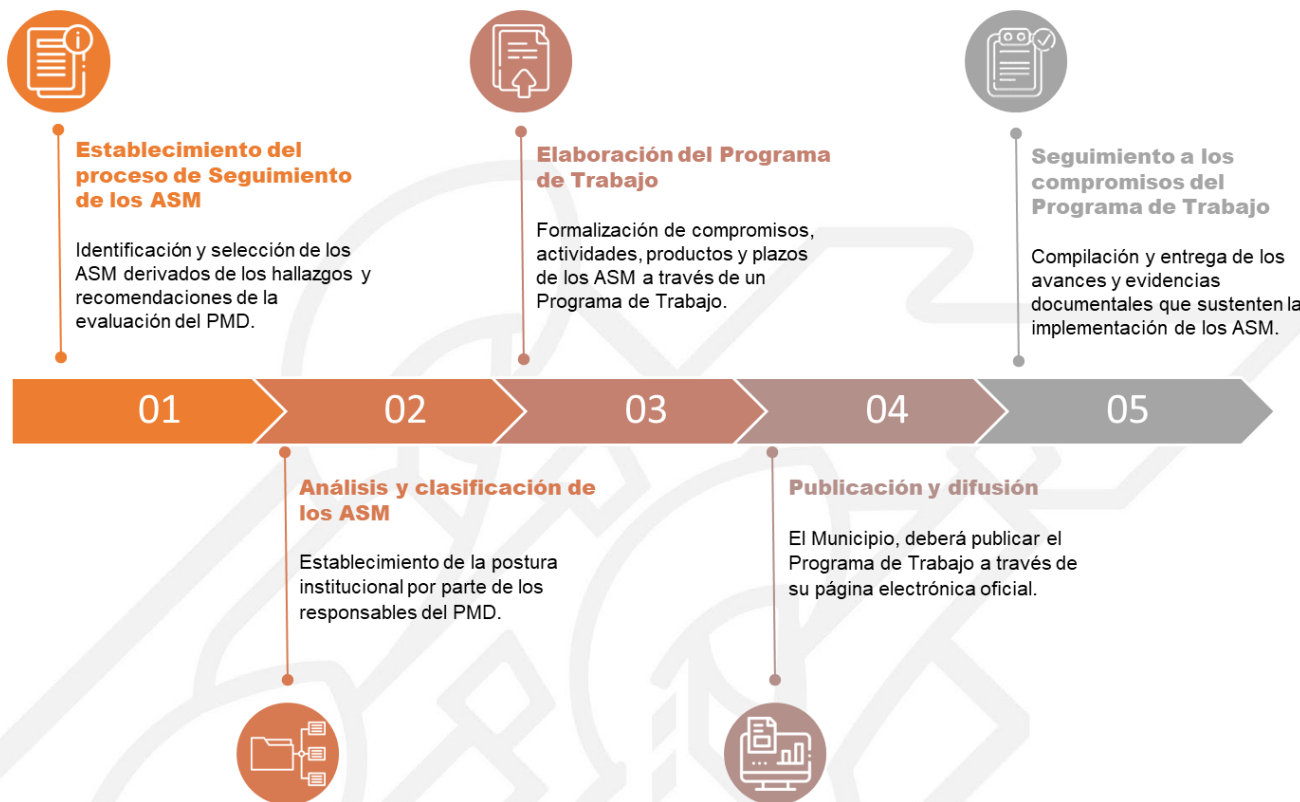 Establecimiento del
proceso de Seguimiento
de los ASM
Identificación y selección de los
ASM derivados de los hallazgos y
recomendaciones de la
evaluación del PMD.
Elaboración del Programa
de Trabajo
Formalización de compromisos,
actividades, productos y plazos
de los ASM a través de un
Programa de Trabajo.
Seguimiento a los
compromisos del
Programa de Trabajo
Compilación y entrega de los
avances y evidencias
documentales que sustenten la
implementación de los ASM.
01
02
03
04
05
Análisis y clasificación de
los ASM
Establecimiento de la postura
institucional por parte de los
responsables del PMD.
Publicación y difusión
El Municipio, deberá publicar el
Programa de Trabajo a través de
su página electrónica oficial.